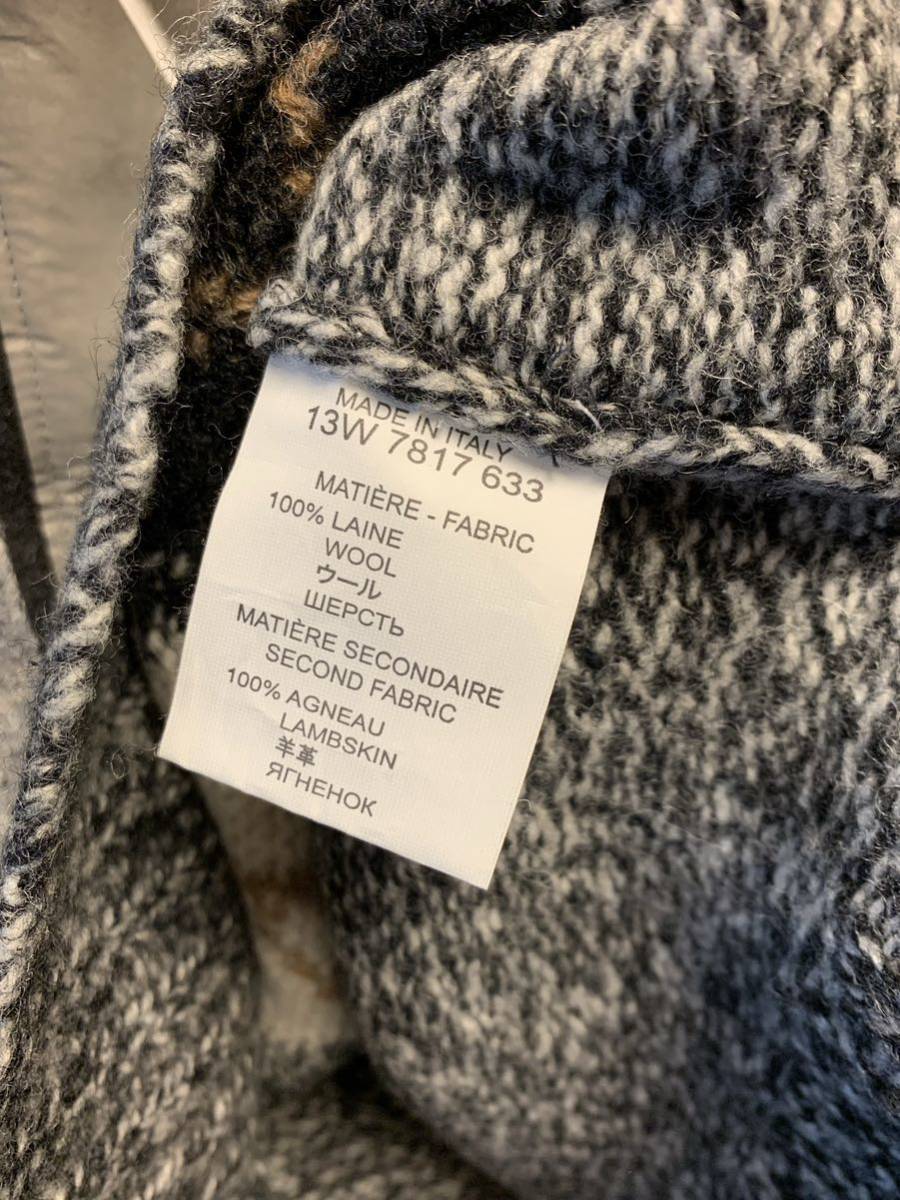 MADE IN ITALY
13W 7817 633
MATIÈRE - FABRIC
100% LAINE
WOOL
ウール
ШЕРСТЬ
MATIÈRE SECONDAIRE
SECOND FABRIC
100% AGNEAU
LAMBSKIN
羊革
ЯГНЕНОК